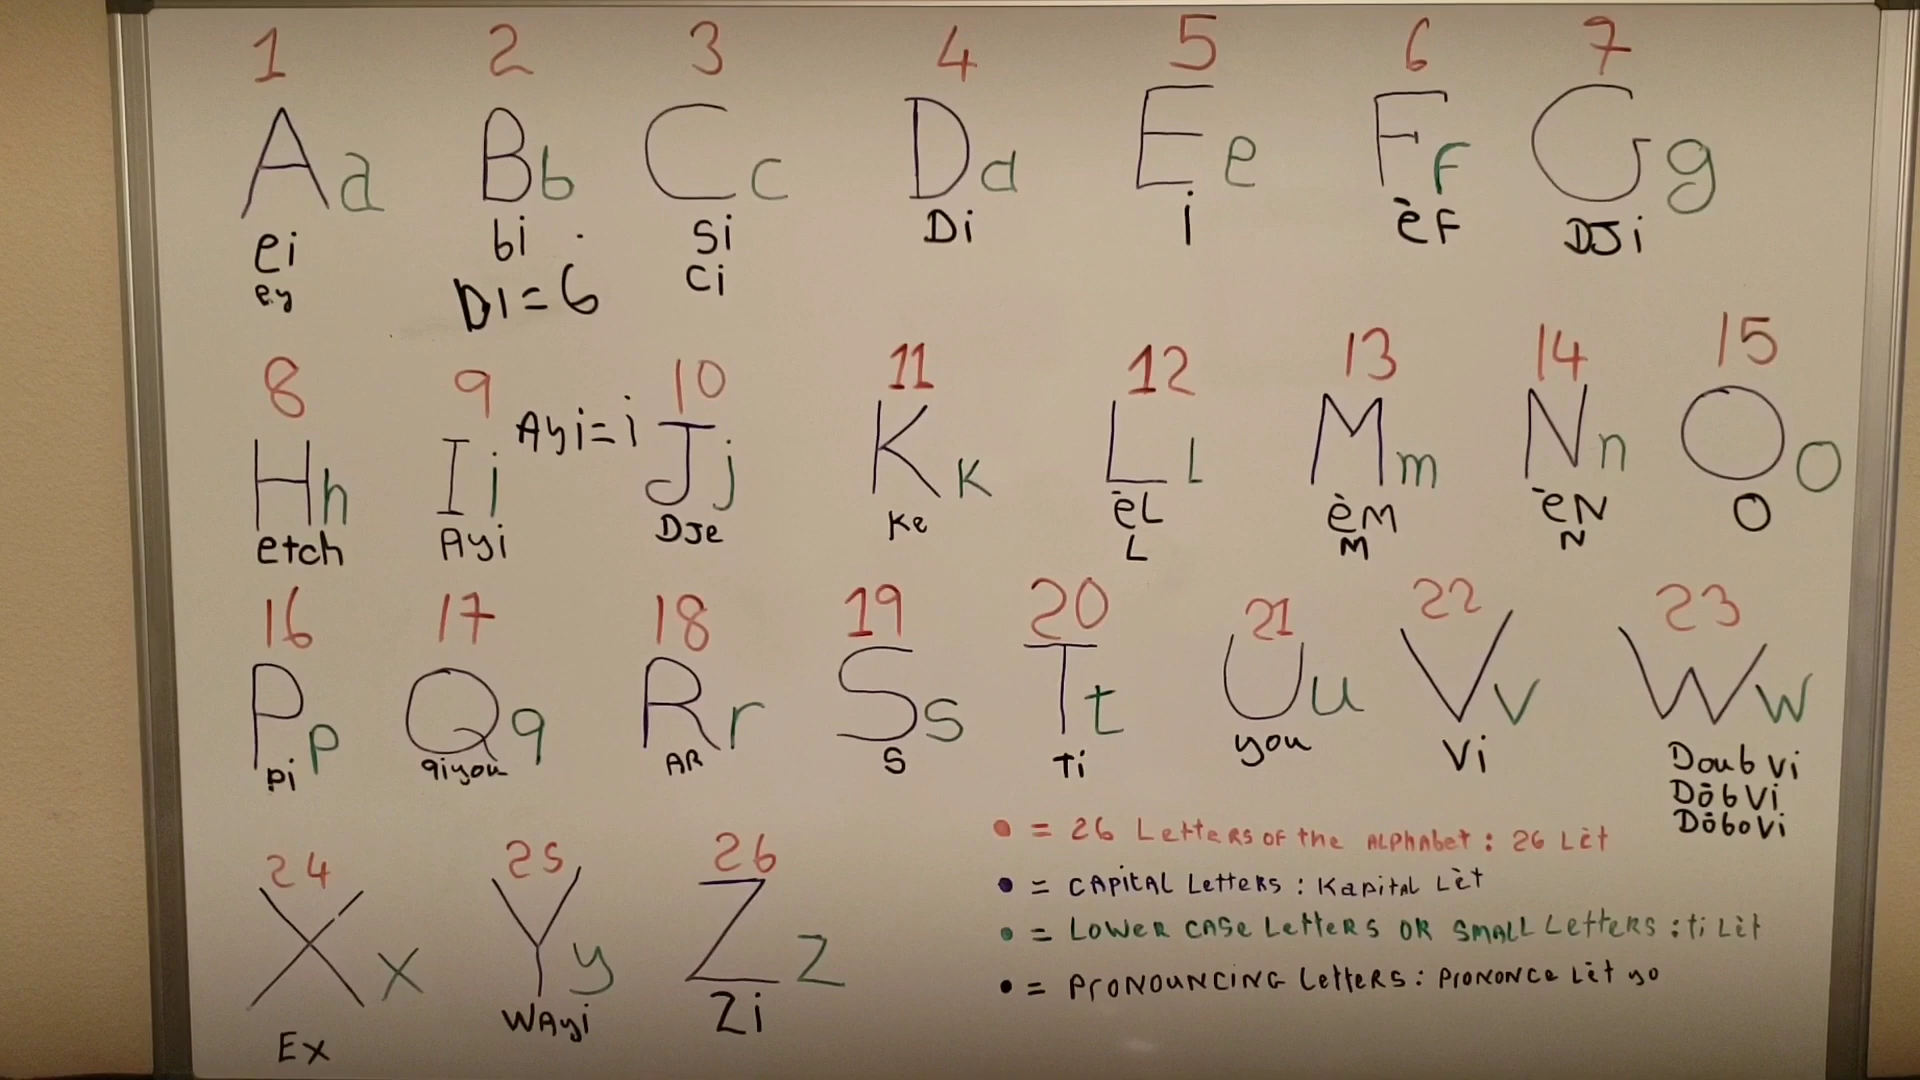 1 2 3 4 5 6 7
Aa Bb Cc Dd Ee Ff Gg
ei bi si Di i èF DJi
ey DI=6 Ci
8 9 10 11 12 13 14 15
Hh Ii Ayi=i Jj Kk Ll Mm Nn Oo
etch Ayi DJe Ke èL èM èN O
L M N
16 17 18 19 20 21 22 23
Pp Qq Rr Ss Tt Uu Vv Ww
pi qiyou AR S Ti you Vi Doub Vi
DōbVi
DōboVi
24 25 26
Xx Yy Zz
Ex WAyi Zi
= 26 Letters of the ALPhabet : 26 Lèt
= CAPitAL Letters : Kapital Lèt
= LOWER CASe LetteRS OR SMALL Letters : ti Lèt
= PrONOUNCING Letters : PrONONCe Lèt yo